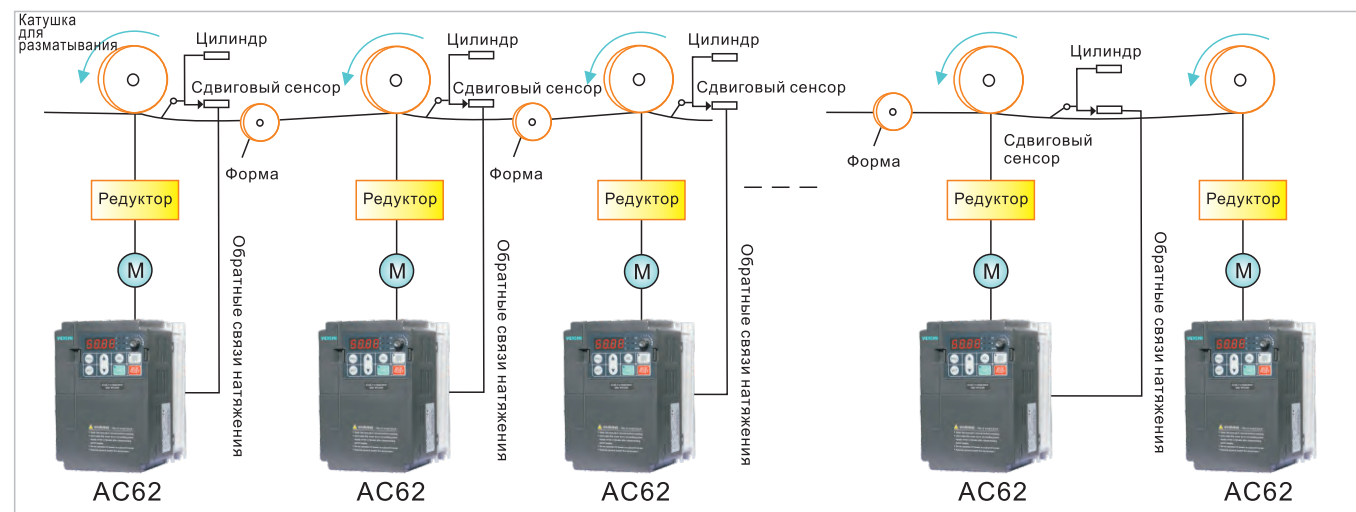 Катушка
для
разматывания
Цилиндр
Цилиндр
Цилиндр
Цилиндр
Сдвиговый сенсор
Сдвиговый сенсор
Сдвиговый сенсор
Сдвиговый
сенсор
Форма
Форма
Форма
Редуктор
Редуктор
Редуктор
Редуктор
Редуктор
M
M
M
M
M
Обратные связи натяжения
Обратные связи натяжения
Обратные связи натяжения
Обратные связи натяжения
AC62
AC62
AC62
AC62
AC62